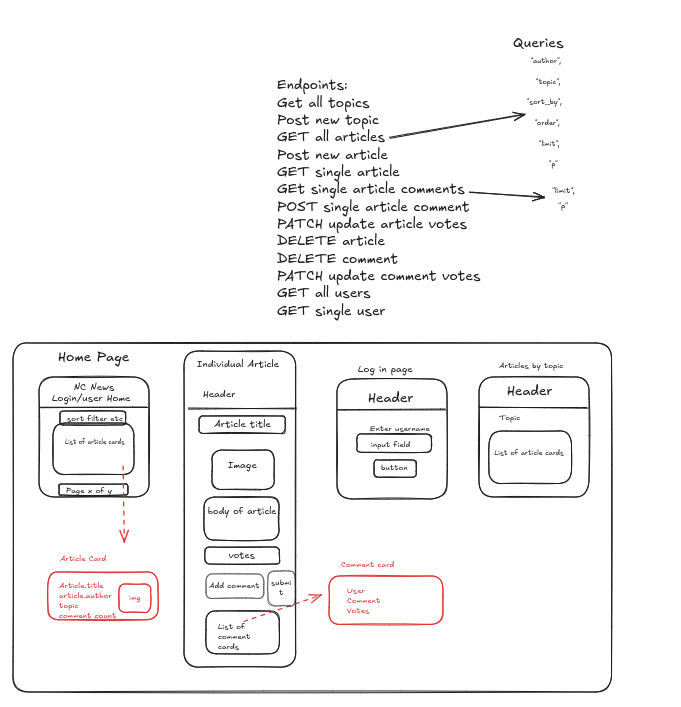 Queries
"author",
"topic",
"sort_by",
"order",
"limit",
"p"
"limit",
"p"
Endpoints:
Get all topics
Post new topic
GET all articles
Post new article
GET single article
GEt single article comments
POST single article comment
PATCH update article votes
DELETE article
DELETE comment
PATCH update comment votes
GET all users
GET single user
Home Page
NC News
Login/user Home
sort filter etc
List of article cards
Page x of y
Article Card
Article.title
article.author
topic
comment count
img
Individual Article
Header
Article title
Image
body of article
votes
Add comment
submi
t
List of
comment
cards
Comment card
User
Comment
Votes
Log in page
Header
Enter username
input field
button
Articles by topic
Header
Topic
List of article cards